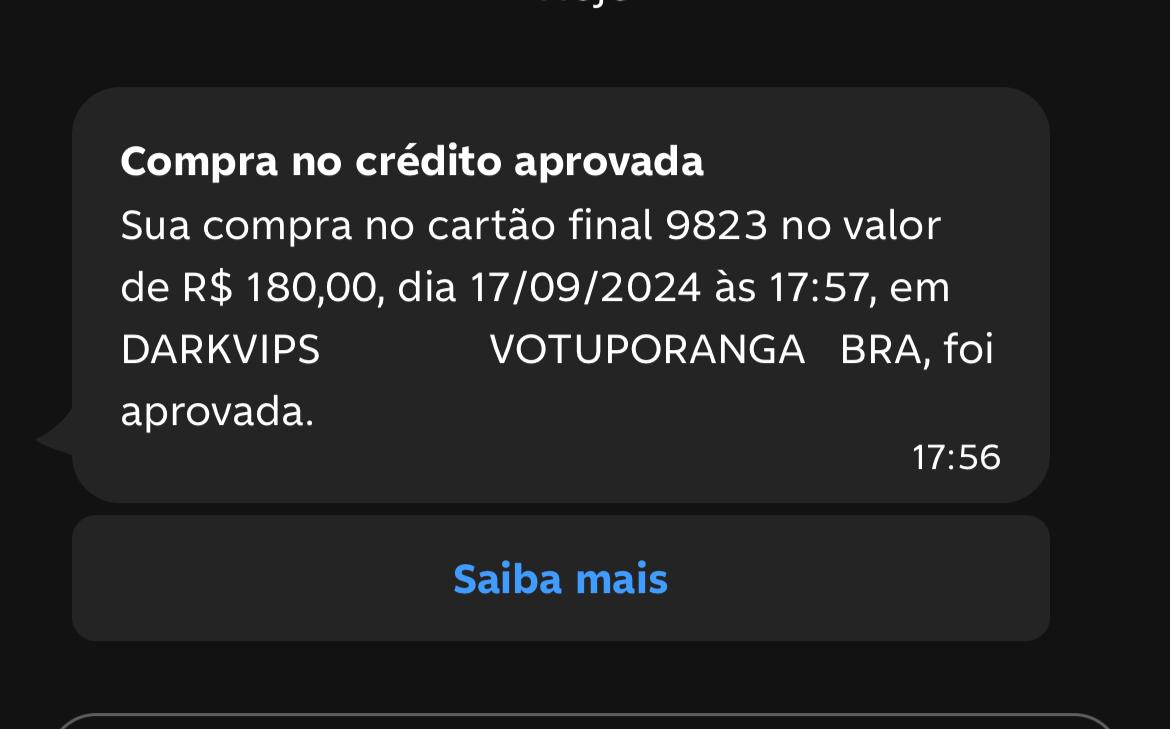 Compra no crédito aprovada
Sua compra no cartão final 9823 no valor
de R$ 180,00, dia 17/09/2024 às 17:57, em
DARKVIPS VOTUPORANGA BRA, foi
aprovada.
17:56
Saiba mais